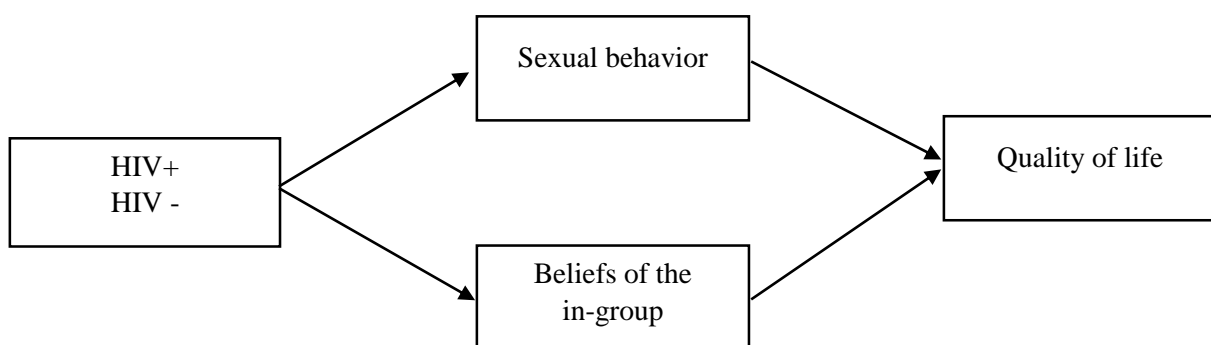 Sexual behavior
HIV+
HIV -
Quality of life
Beliefs of the
in-group